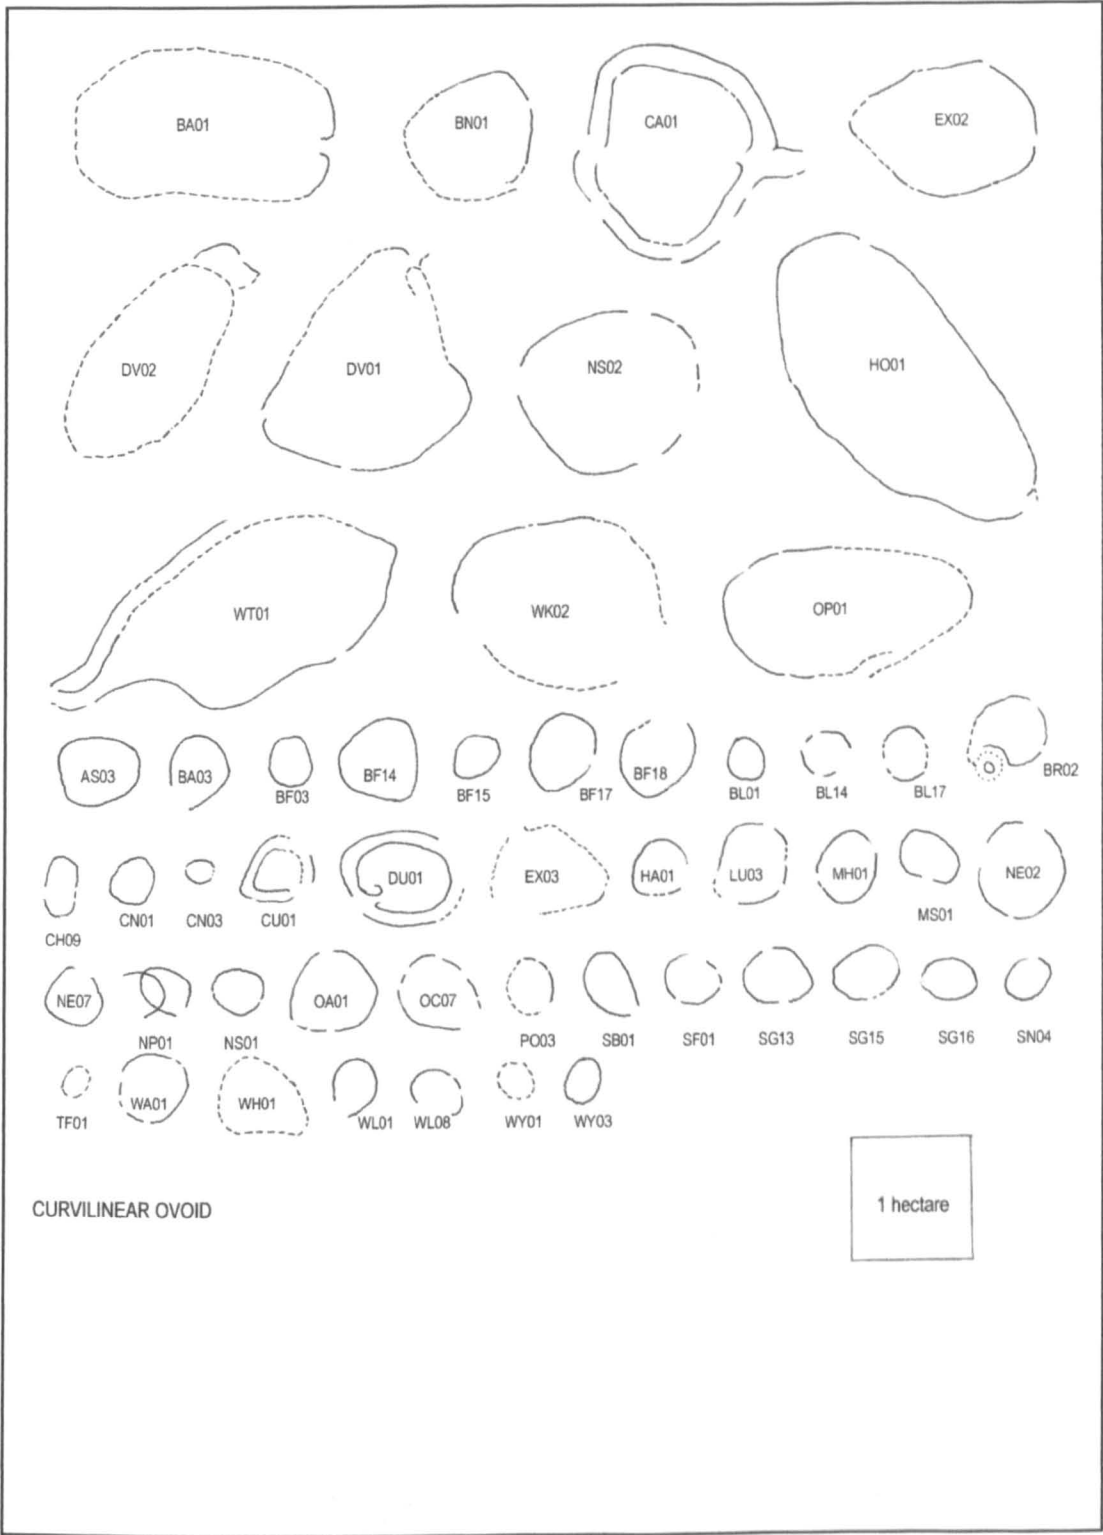 BA01 BN01 CA01 EX02
DV02 DV01 NS02 HO01
WT01 WK02 OP01
AS03 BA03 BF03 BF14 BF15 BF17 BF18 BL01 BL14 BL17 BR02
CH09 CN01 CN03 CU01 DU01 EX03 HA01 LU03 MH01 MS01 NE02
NE07 NP01 NS01 OA01 OC07 PO03 SB01 SF01 SG13 SG15 SG16 SN04
TF01 WA01 WH01 WL01 WL08 WY01 WY03
CURVILINEAR OVOID
1 hectare